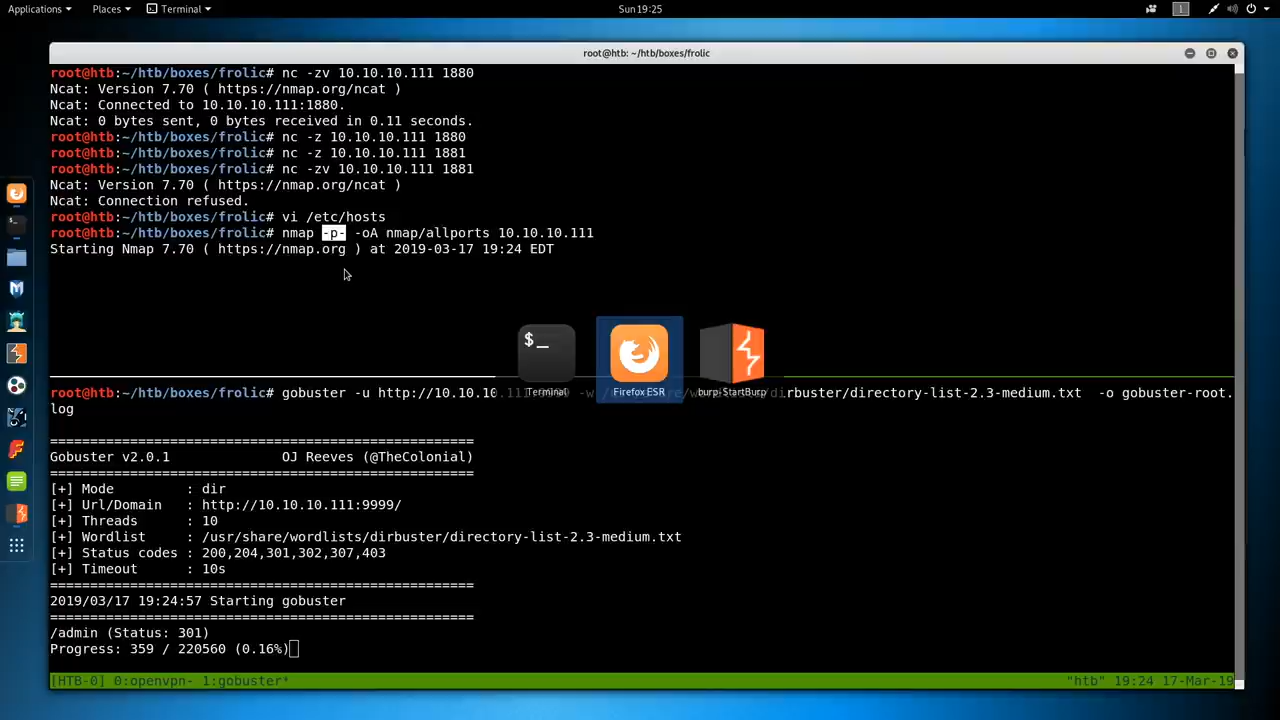 Applications Places Terminal Sun19:25 1
root@htb: ~/htb/boxes/frolic
root@htb:~/htb/boxes/frolic# nc -zv 10.10.10.111 1880
Ncat: Version 7.70 ( https://nmap.org/ncat )
Ncat: Connected to 10.10.10.111:1880.
Ncat: 0 bytes sent, 0 bytes received in 0.11 seconds.
root@htb:~/htb/boxes/frolic# nc -z 10.10.10.111 1880
root@htb:~/htb/boxes/frolic# nc -z 10.10.10.111 1881
root@htb:~/htb/boxes/frolic# nc -zv 10.10.10.111 1881
Ncat: Version 7.70 ( https://nmap.org/ncat )
Ncat: Connection refused.
root@htb:~/htb/boxes/frolic# vi /etc/hosts
root@htb:~/htb/boxes/frolic# nmap -p- -oA nmap/allports 10.10.10.111
Starting Nmap 7.70 ( https://nmap.org ) at 2019-03-17 19:24 EDT
$_
Terminal Firefox ESR burp-StartBurp
root@htb:~/htb/boxes/frolic# gobuster -u http://10.10.10.111:9999 -w /usr/share/wordlists/dirbuster/directory-list-2.3-medium.txt -o gobuster-root.
log
=====================================================
Gobuster v2.0.1 OJ Reeves (@TheColonial)
=====================================================
[+] Mode : dir
[+] Url/Domain : http://10.10.10.111:9999/
[+] Threads : 10
[+] Wordlist : /usr/share/wordlists/dirbuster/directory-list-2.3-medium.txt
[+] Status codes : 200,204,301,302,307,403
[+] Timeout : 10s
=====================================================
2019/03/17 19:24:57 Starting gobuster
=====================================================
/admin (Status: 301)
Progress: 359 / 220560 (0.16%)
[HTB-0] 0:openvpn- 1:gobuster* "htb" 19:24 17-Mar-19